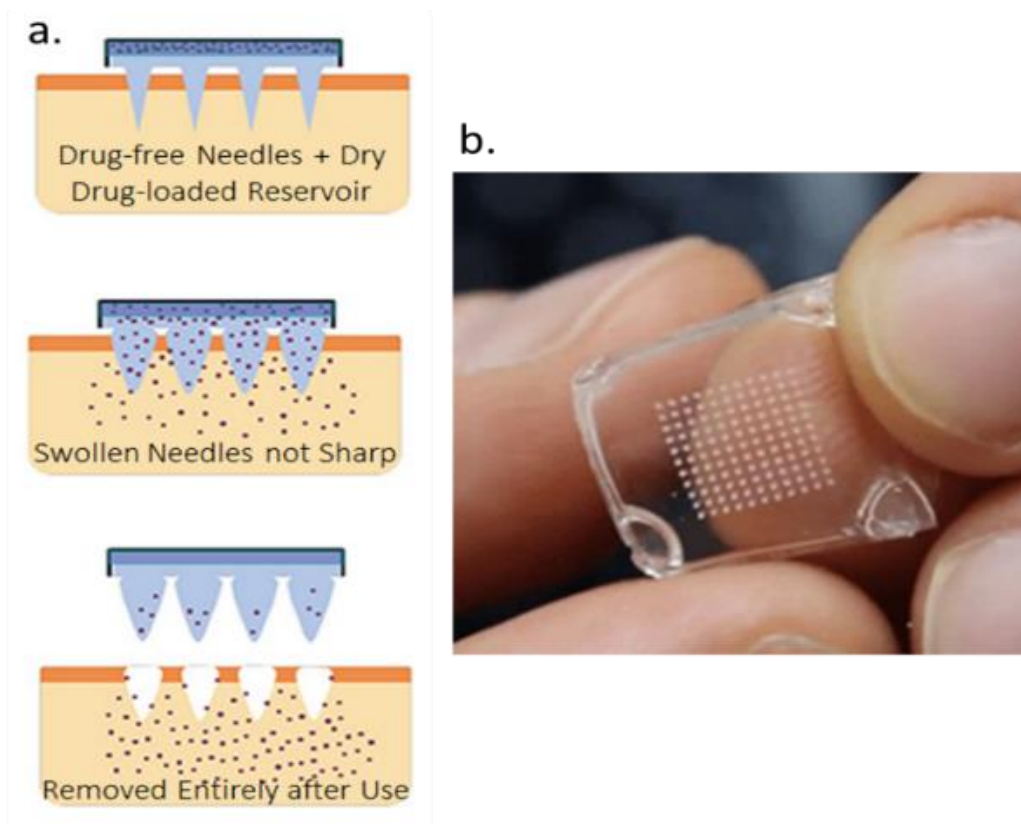 a.
Drug-free Needles + Dry
Drug-loaded Reservoir
Swollen Needles not Sharp
Removed Entirely after Use
b.